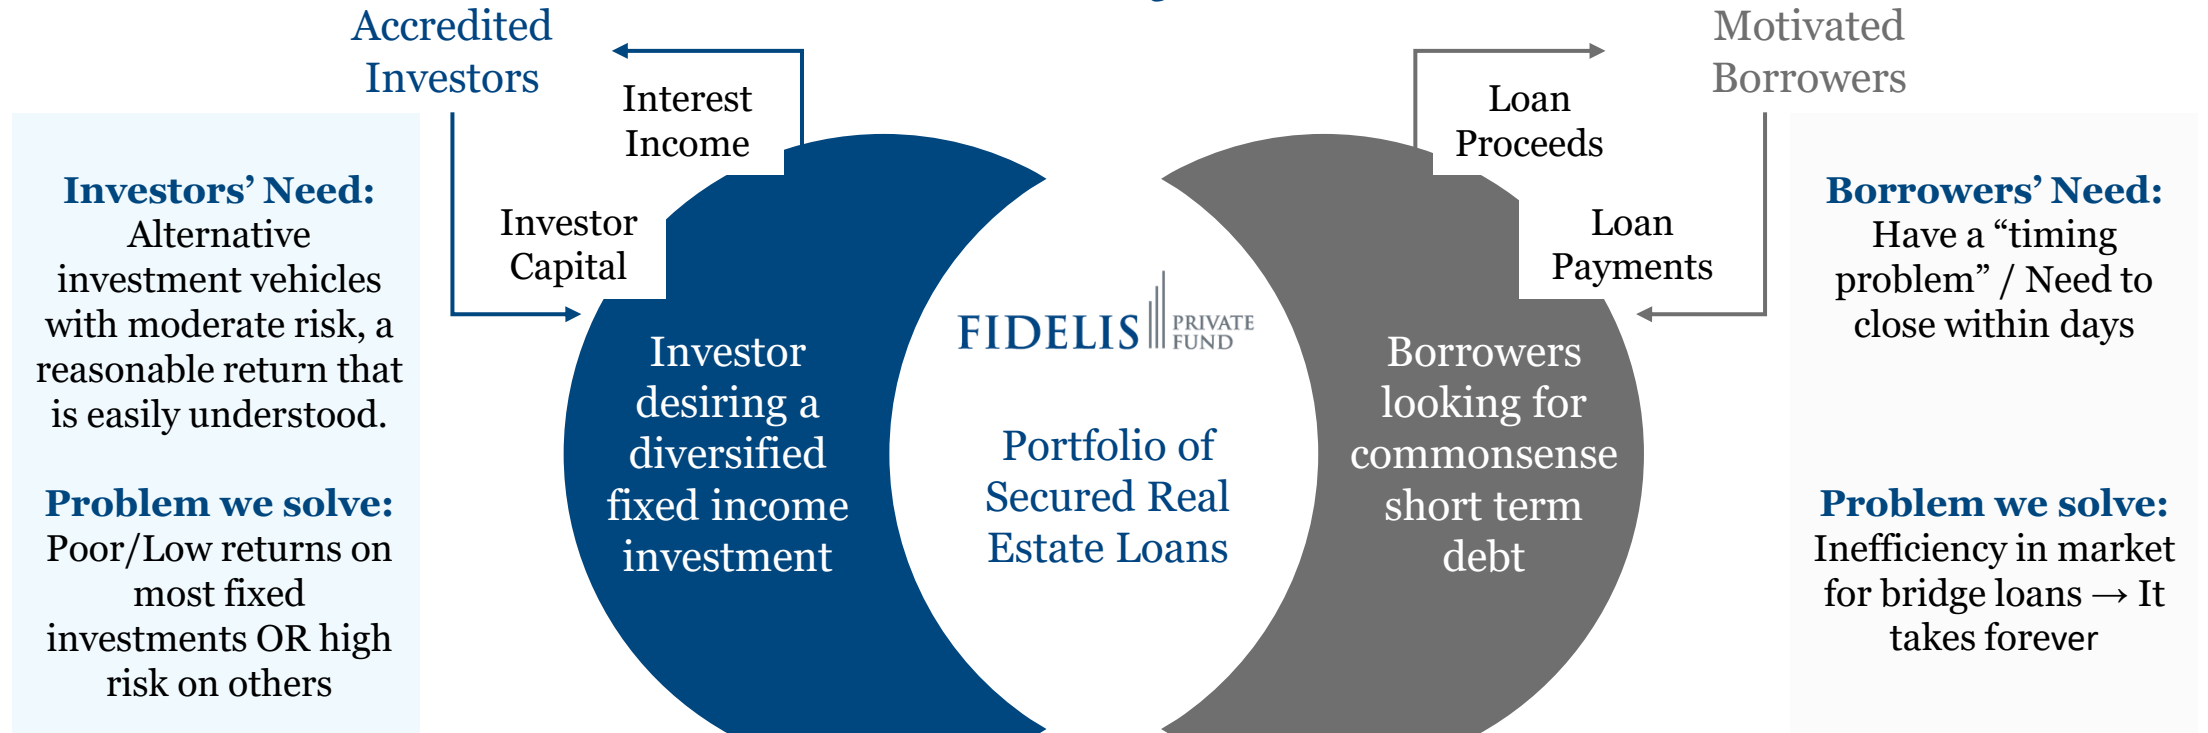 Accredited
Investors
Interest
Income
Investor
Capital
Investors’ Need:
Alternative
investment vehicles
with moderate risk, a
reasonable return that
is easily understood.
Problem we solve:
Poor/Low returns on
most fixed
investments OR high
risk on others
Investor
desiring a
diversified
fixed income
investment
FIDELIS PRIVATE
FUND
Portfolio of
Secured Real
Estate Loans
Motivated
Borrowers
Loan
Proceeds
Loan
Payments
Borrowers
looking for
commonsense
short term
debt
Borrowers’ Need:
Have a “timing
problem” / Need to
close within days
Problem we solve:
Inefficiency in market
for bridge loans → It
takes forever